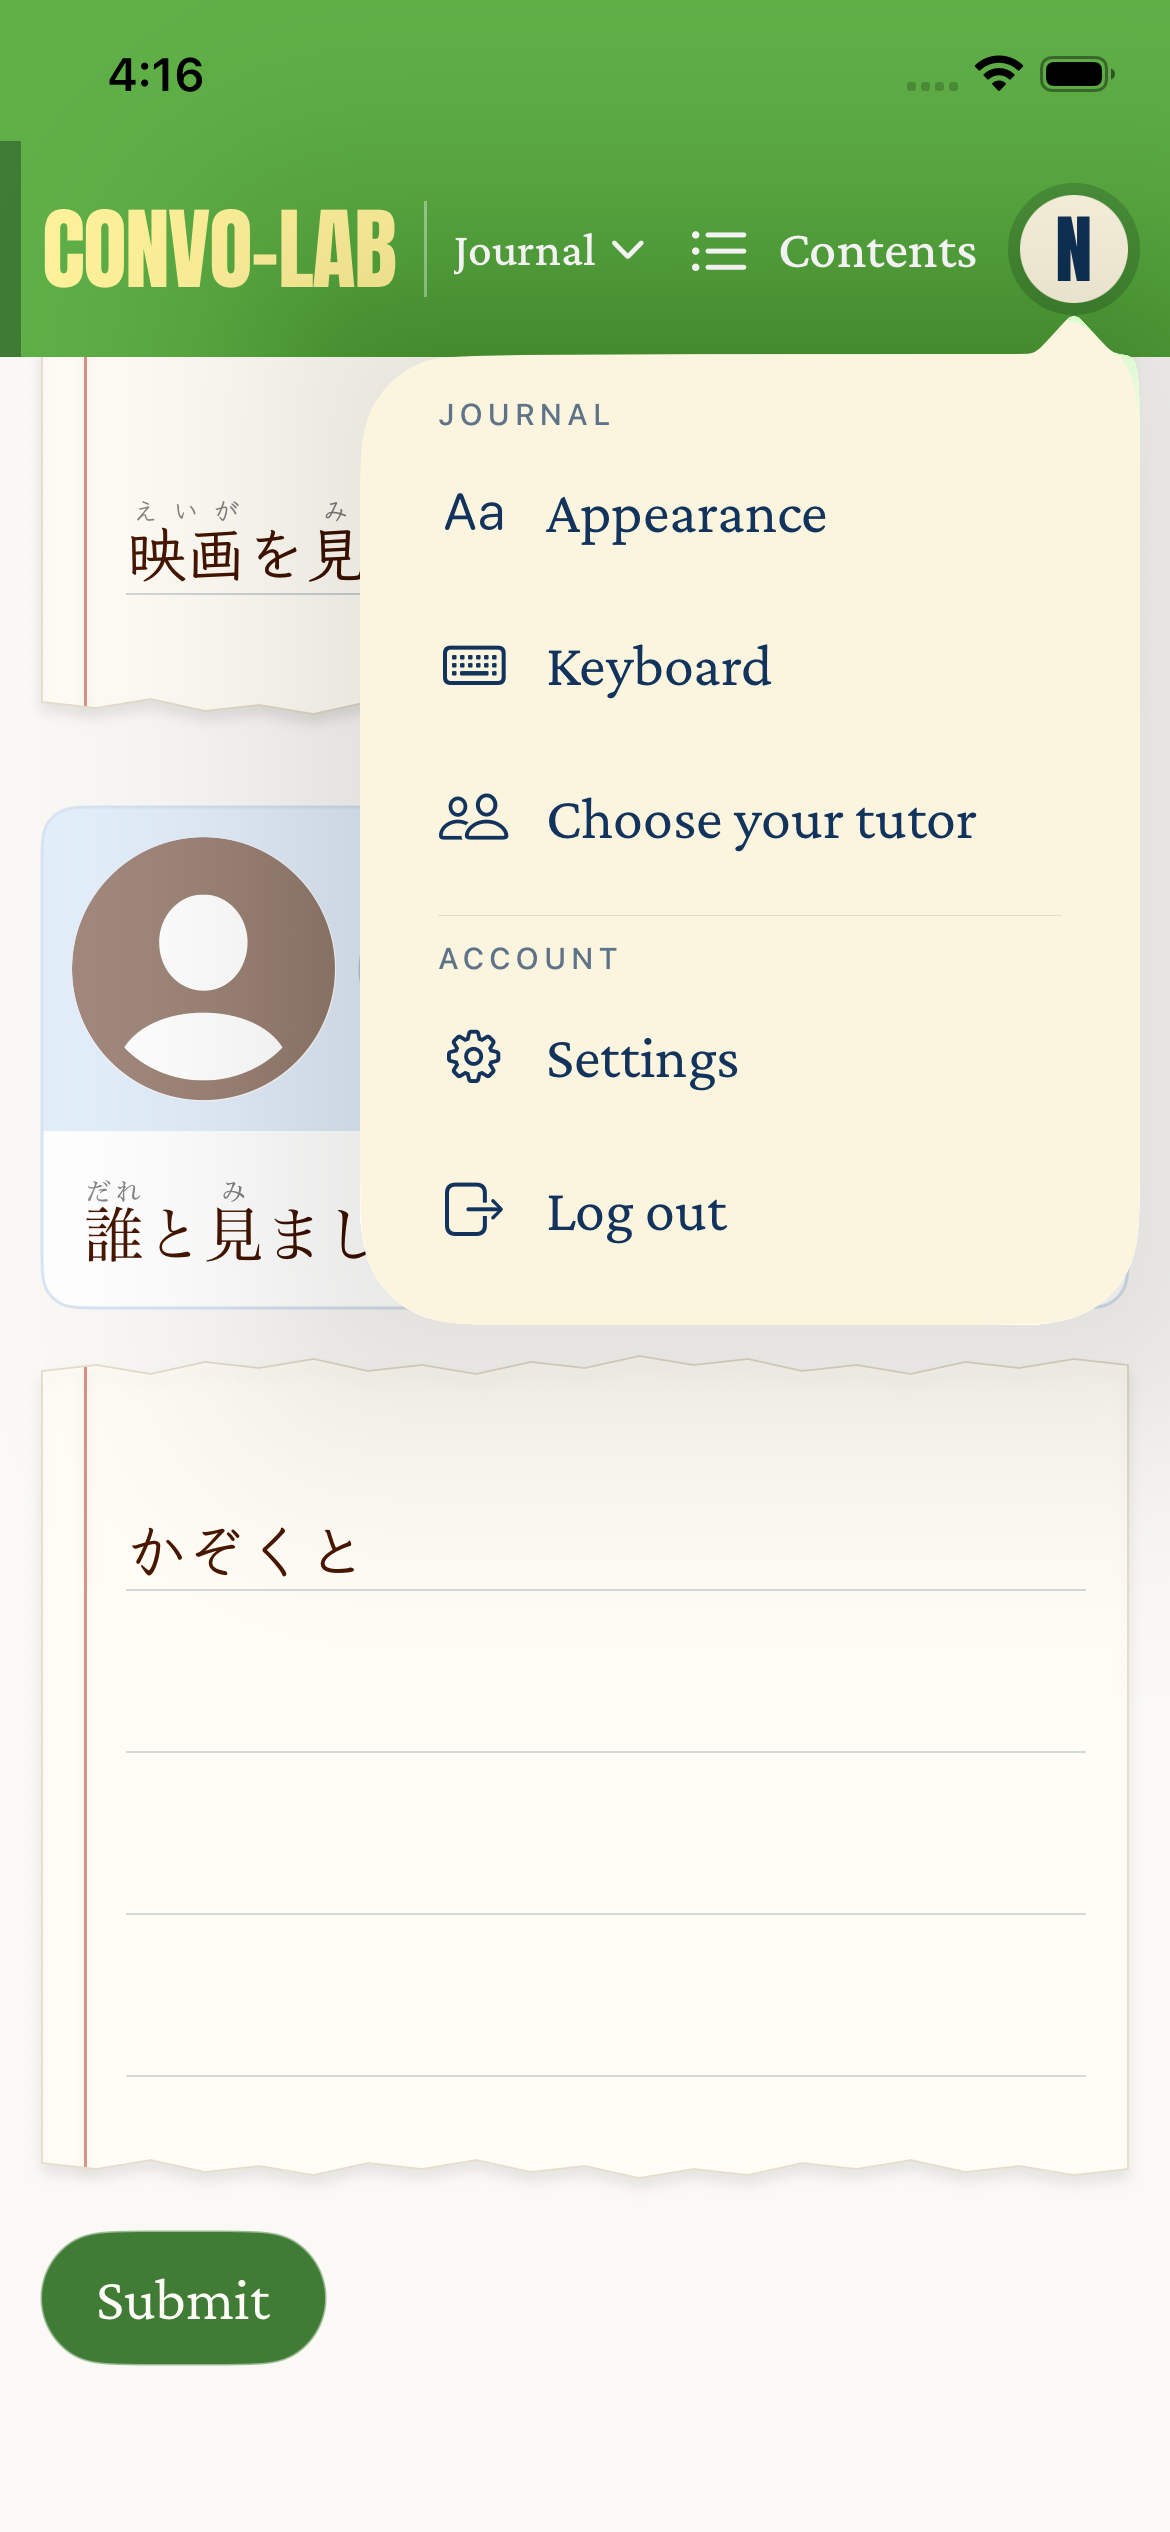 4:16
CONVO-LAB
Journal
Contents
N
JOURNAL
Aa Appearance
Keyboard
Choose your tutor
ACCOUNT
Settings
Log out
えいが み
映画を見
だれ み
誰と見まし
かぞくと
Submit